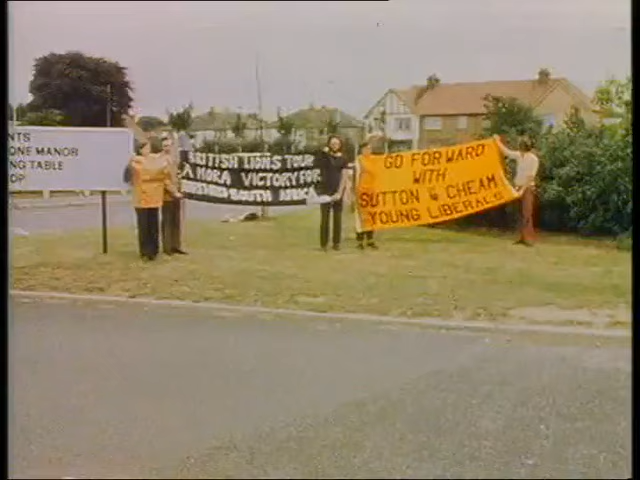 NTS
ONE MANOR
NG TABLE
OP
BRITISH LIONS TOUR
A MORAL VICTORY FOR
SOUTH AFRICA
GO FORWARD
WITH
SUTTON & CHEAM
YOUNG LIBERALS